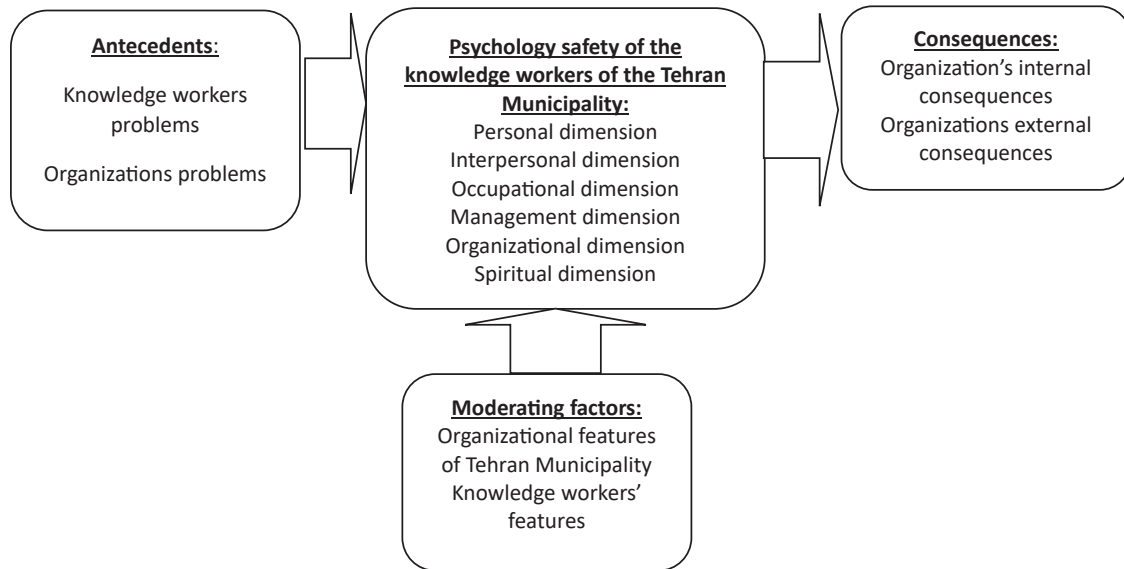 Antecedents:
Knowledge workers
problems
Organizations problems
Psychology safety of the
knowledge workers of the Tehran
Municipality:
Personal dimension
Interpersonal dimension
Occupational dimension
Management dimension
Organizational dimension
Spiritual dimension
Consequences:
Organization’s internal
consequences
Organizations external
consequences
Moderating factors:
Organizational features
of Tehran Municipality
Knowledge workers’
features